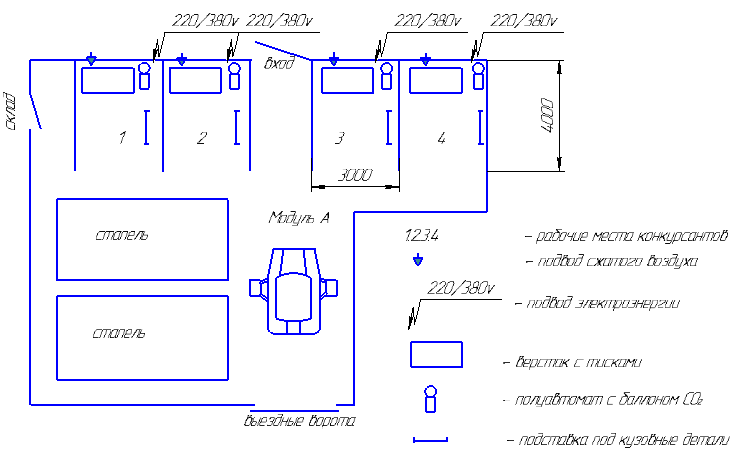 220/380v 220/380v 220/380v 220/380v
вход
склад
1 2 3 4
4000
3000
Модуль А
стапель
стапель
1.2.3.4 - рабочие места конкурсантов
- подвод сжатого воздуха
220/380v - подвод электроэнергии
- верстак с тисками
- полуавтомат с баллоном CO₂
- подставка под кузовные детали
выездные ворота